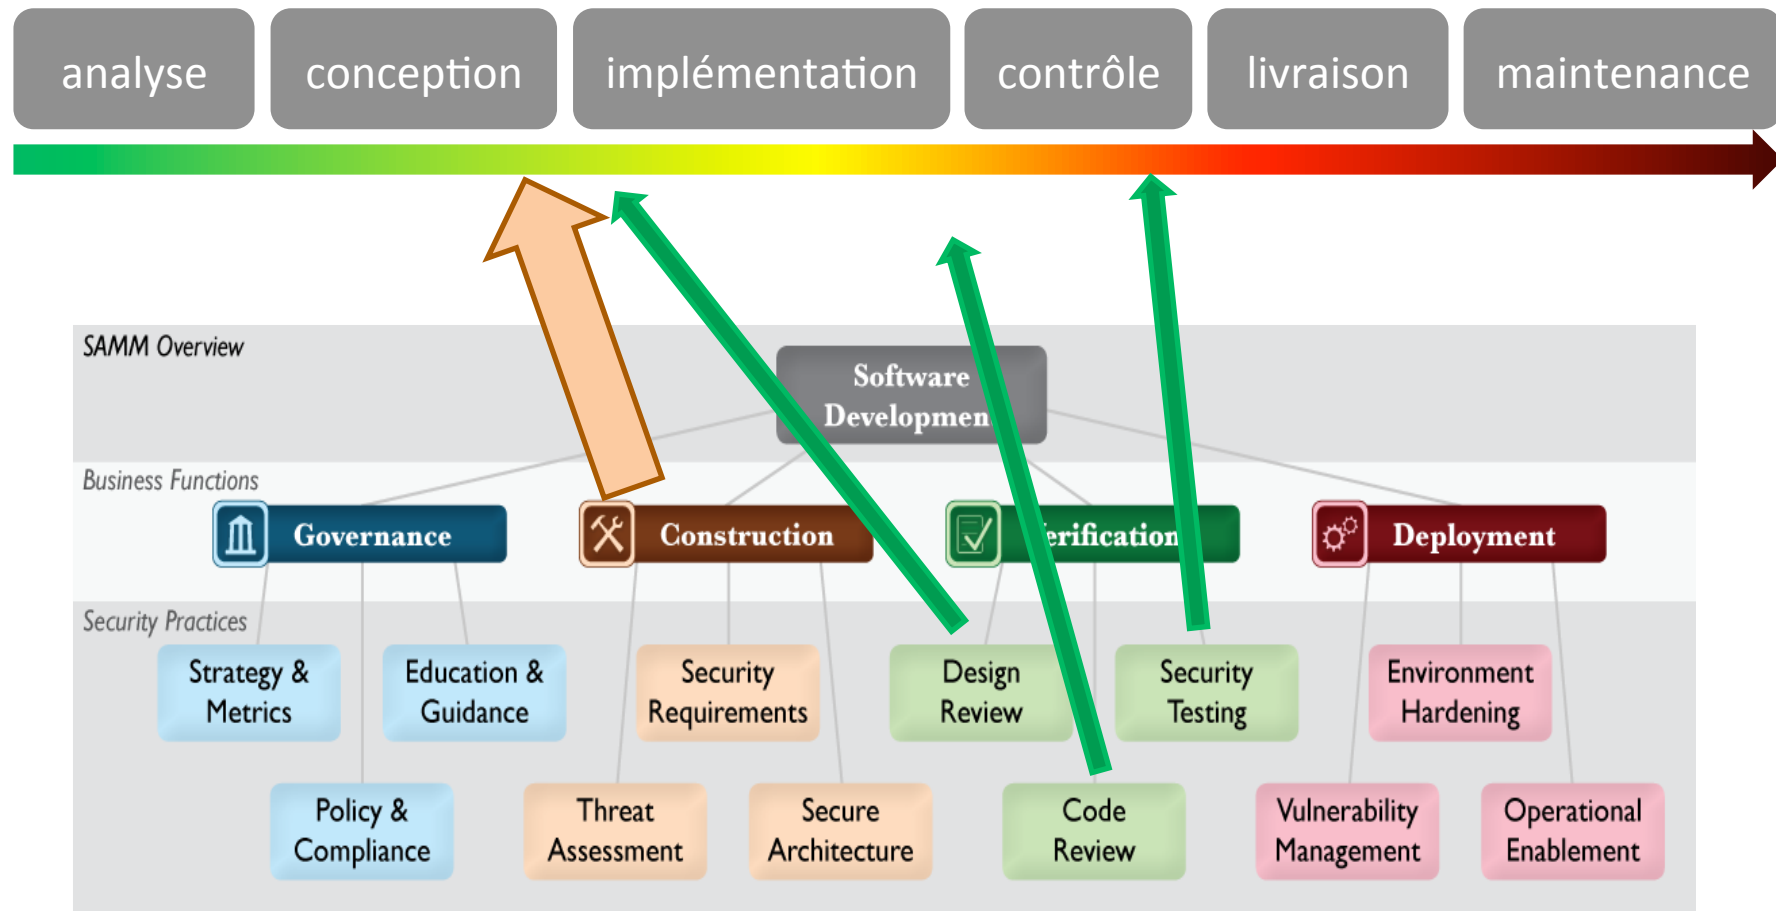 analyse
conception
implémentation
contrôle
livraison
maintenance
SAMM Overview
Software
Development
Business Functions
Governance
Construction
Verification
Deployment
Security Practices
Strategy &
Metrics
Education &
Guidance
Security
Requirements
Design
Review
Security
Testing
Environment
Hardening
Policy &
Compliance
Threat
Assessment
Secure
Architecture
Code
Review
Vulnerability
Management
Operational
Enablement